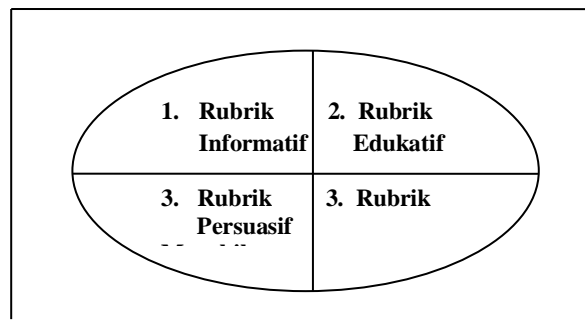 1. Rubrik
Informatif
2. Rubrik
Edukatif
3. Rubrik
Persuasif
3. Rubrik